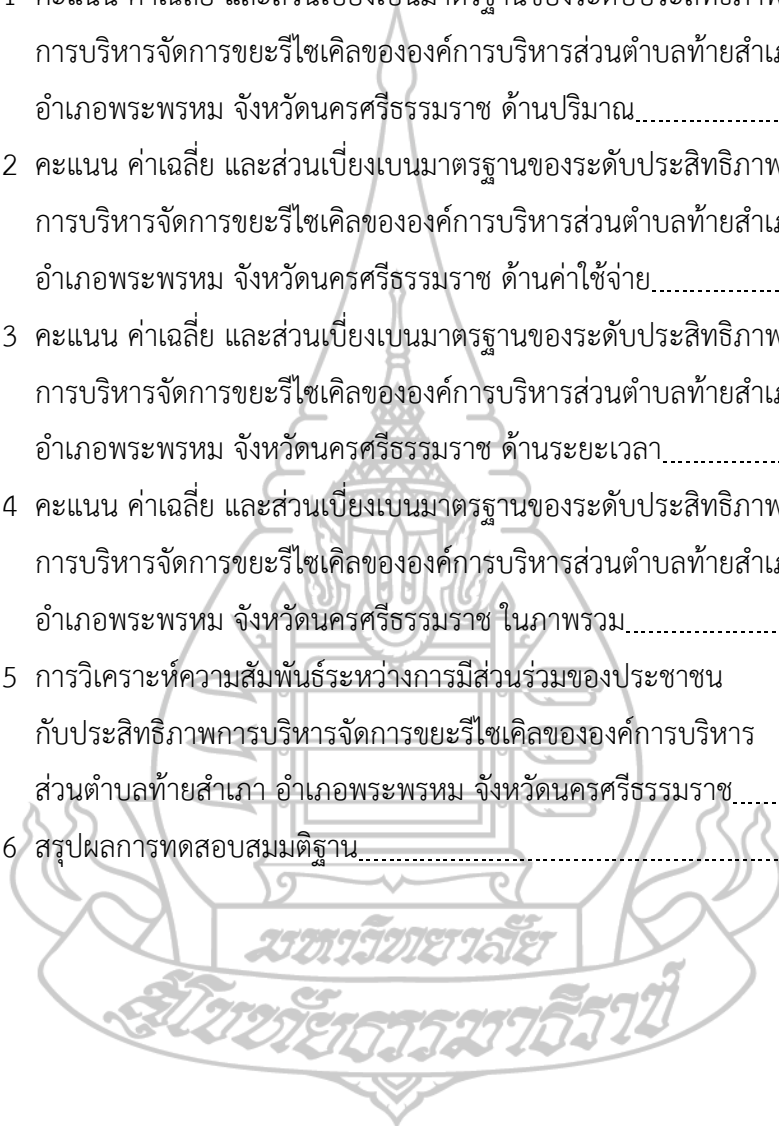 1 คะแนน ค่าเฉลี่ย และส่วนเบี่ยงเบนมาตรฐานของระดับประสิทธิภาพ
การบริหารจัดการขยะรีไซเคิลขององค์การบริหารส่วนตำบลท้ายสำเภ
อำเภอพระพรหม จังหวัดนครศรีธรรมราช ด้านปริมาณ
2 คะแนน ค่าเฉลี่ย และส่วนเบี่ยงเบนมาตรฐานของระดับประสิทธิภาพ
การบริหารจัดการขยะรีไซเคิลขององค์การบริหารส่วนตำบลท้ายสำเภ
อำเภอพระพรหม จังหวัดนครศรีธรรมราช ด้านค่าใช้จ่าย
3 คะแนน ค่าเฉลี่ย และส่วนเบี่ยงเบนมาตรฐานของระดับประสิทธิภาพ
การบริหารจัดการขยะรีไซเคิลขององค์การบริหารส่วนตำบลท้ายสำเภ
อำเภอพระพรหม จังหวัดนครศรีธรรมราช ด้านระยะเวลา
4 คะแนน ค่าเฉลี่ย และส่วนเบี่ยงเบนมาตรฐานของระดับประสิทธิภาพ
การบริหารจัดการขยะรีไซเคิลขององค์การบริหารส่วนตำบลท้ายสำเภ
อำเภอพระพรหม จังหวัดนครศรีธรรมราช ในภาพรวม
5 การวิเคราะห์ความสัมพันธ์ระหว่างการมีส่วนร่วมของประชาชน
กับประสิทธิภาพการบริหารจัดการขยะรีไซเคิลขององค์การบริหาร
ส่วนตำบลท้ายสำเภา อำเภอพระพรหม จังหวัดนครศรีธรรมราช
6 สรุปผลการทดสอบสมมติฐาน
มหาวิทยาลัย
สุโขทัยธรรมาธิราช